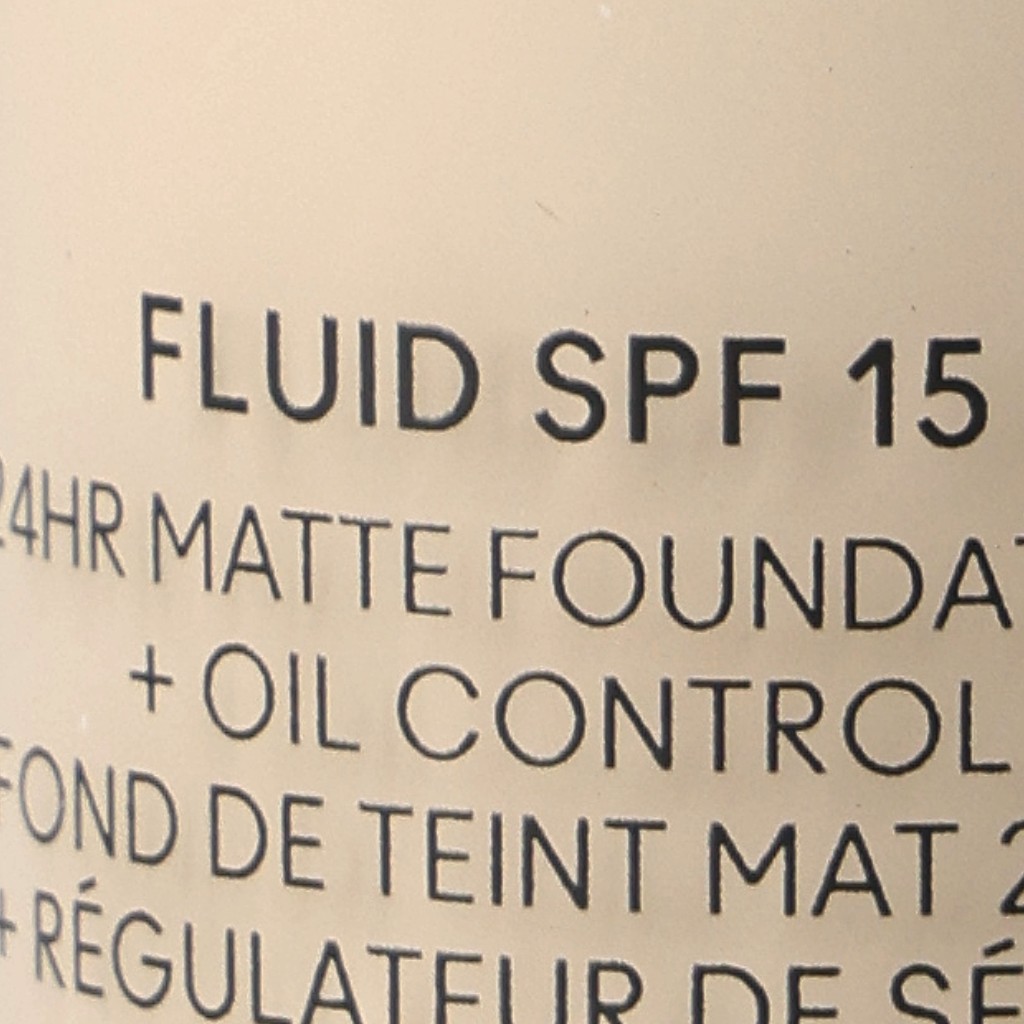 FLUID SPF 15
24HR MATTE FOUNDAT
+ OIL CONTROL
FOND DE TEINT MAT 2
+ RÉGULATEUR DE SÉ